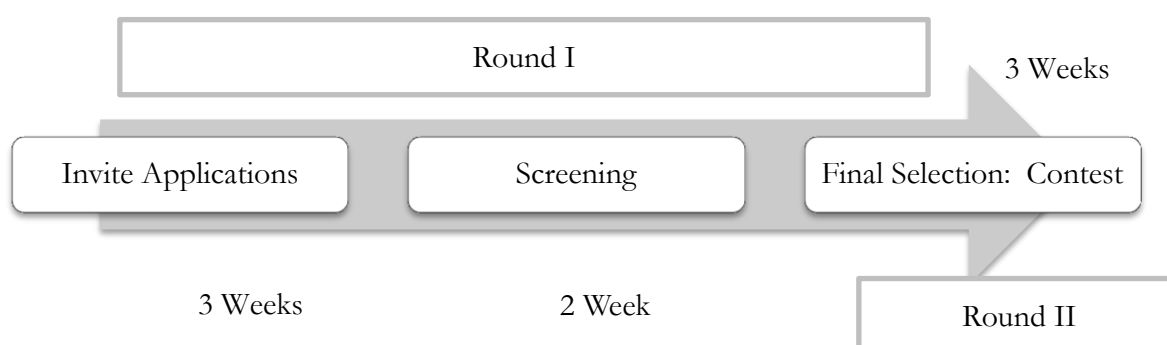 Round I
3 Weeks
Invite Applications
Screening
Final Selection: Contest
3 Weeks
2 Week
Round II